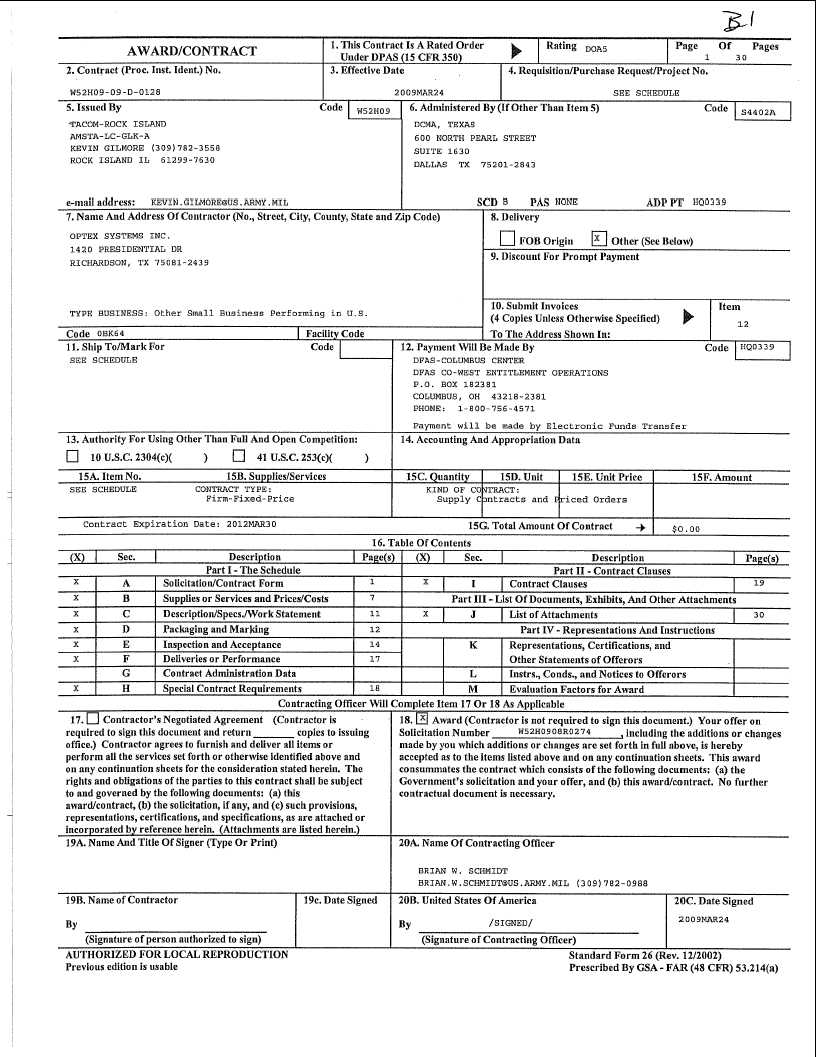 B1
AWARD/CONTRACT
1. This Contract Is A Rated Order
Under DPAS (15 CFR 350)
Rating DOA5
Page Of Pages
1 30
2. Contract (Proc. Inst. Ident.) No.
W52H09-09-D-0128
3. Effective Date
2009MAR24
4. Requisition/Purchase Request/Project No.
SEE SCHEDULE
5. Issued By Code W52H09
TACOM-ROCK ISLAND
AMSTA-LC-GLK-A
KEVIN GILMORE (309)782-3558
ROCK ISLAND IL 61299-7630
e-mail address: KEVIN.GILMORE@US.ARMY.MIL
6. Administered By (If Other Than Item 5) Code S4402A
DCMA, TEXAS
600 NORTH PEARL STREET
SUITE 1630
DALLAS TX 75201-2843
SCD B PAS NONE ADP PT HQ0339
7. Name And Address Of Contractor (No., Street, City, County, State and Zip Code)
OPTEX SYSTEMS INC.
1420 PRESIDENTIAL DR
RICHARDSON, TX 75081-2439
TYPE BUSINESS: Other Small Business Performing in U.S.
Code 0BK64 Facility Code
8. Delivery
FOB Origin X Other (See Below)
9. Discount For Prompt Payment
10. Submit Invoices
(4 Copies Unless Otherwise Specified)
To The Address Shown In:
Item
12
11. Ship To/Mark For Code
SEE SCHEDULE
12. Payment Will Be Made By Code HQ0339
DFAS-COLUMBUS CENTER
DFAS CO-WEST ENTITLEMENT OPERATIONS
P.O. BOX 182381
COLUMBUS, OH 43218-2381
PHONE: 1-800-756-4571
Payment will be made by Electronic Funds Transfer
13. Authority For Using Other Than Full And Open Competition:
10 U.S.C. 2304(c)( ) 41 U.S.C. 253(c)( )
14. Accounting And Appropriation Data
15A. Item No. 15B. Supplies/Services 15C. Quantity 15D. Unit 15E. Unit Price 15F. Amount
SEE SCHEDULE CONTRACT TYPE: KIND OF CONTRACT:
Firm-Fixed-Price Supply Contracts and Priced Orders
Contract Expiration Date: 2012MAR30 15G. Total Amount Of Contract → $0.00
16. Table Of Contents
(X) Sec. Description Page(s) (X) Sec. Description Page(s)
Part I - The Schedule Part II - Contract Clauses
X A Solicitation/Contract Form 1 X I Contract Clauses 19
X B Supplies or Services and Prices/Costs 7 Part III - List Of Documents, Exhibits, And Other Attachments
X C Description/Specs./Work Statement 11 X J List of Attachments 30
X D Packaging and Marking 12 Part IV - Representations And Instructions
X E Inspection and Acceptance 14 K Representations, Certifications, and
X F Deliveries or Performance 17 Other Statements of Offerors
G Contract Administration Data L Instrs., Conds., and Notices to Offerors
X H Special Contract Requirements 18 M Evaluation Factors for Award
Contracting Officer Will Complete Item 17 Or 18 As Applicable
17. Contractor's Negotiated Agreement (Contractor is
required to sign this document and return ______ copies to issuing
office.) Contractor agrees to furnish and deliver all items or
perform all the services set forth or otherwise identified above and
on any continuation sheets for the consideration stated herein. The
rights and obligations of the parties to this contract shall be subject
to and governed by the following documents: (a) this
award/contract, (b) the solicitation, if any, and (c) such provisions,
representations, certifications, and specifications, as are attached or
incorporated by reference herein. (Attachments are listed herein.)
18. X Award (Contractor is not required to sign this document.) Your offer on
Solicitation Number W52H0908R0274 , including the additions or changes
made by you which additions or changes are set forth in full above, is hereby
accepted as to the items listed above and on any continuation sheets. This award
consummates the contract which consists of the following documents: (a) the
Government's solicitation and your offer, and (b) this award/contract. No further
contractual document is necessary.
19A. Name And Title Of Signer (Type Or Print)
20A. Name Of Contracting Officer
BRIAN W. SCHMIDT
BRIAN.W.SCHMIDT@US.ARMY.MIL (309)782-0988
19B. Name of Contractor
By
(Signature of person authorized to sign)
19c. Date Signed
20B. United States Of America
By /SIGNED/
(Signature of Contracting Officer)
20C. Date Signed
2009MAR24
AUTHORIZED FOR LOCAL REPRODUCTION
Previous edition is usable
Standard Form 26 (Rev. 12/2002)
Prescribed By GSA - FAR (48 CFR) 53.214(a)